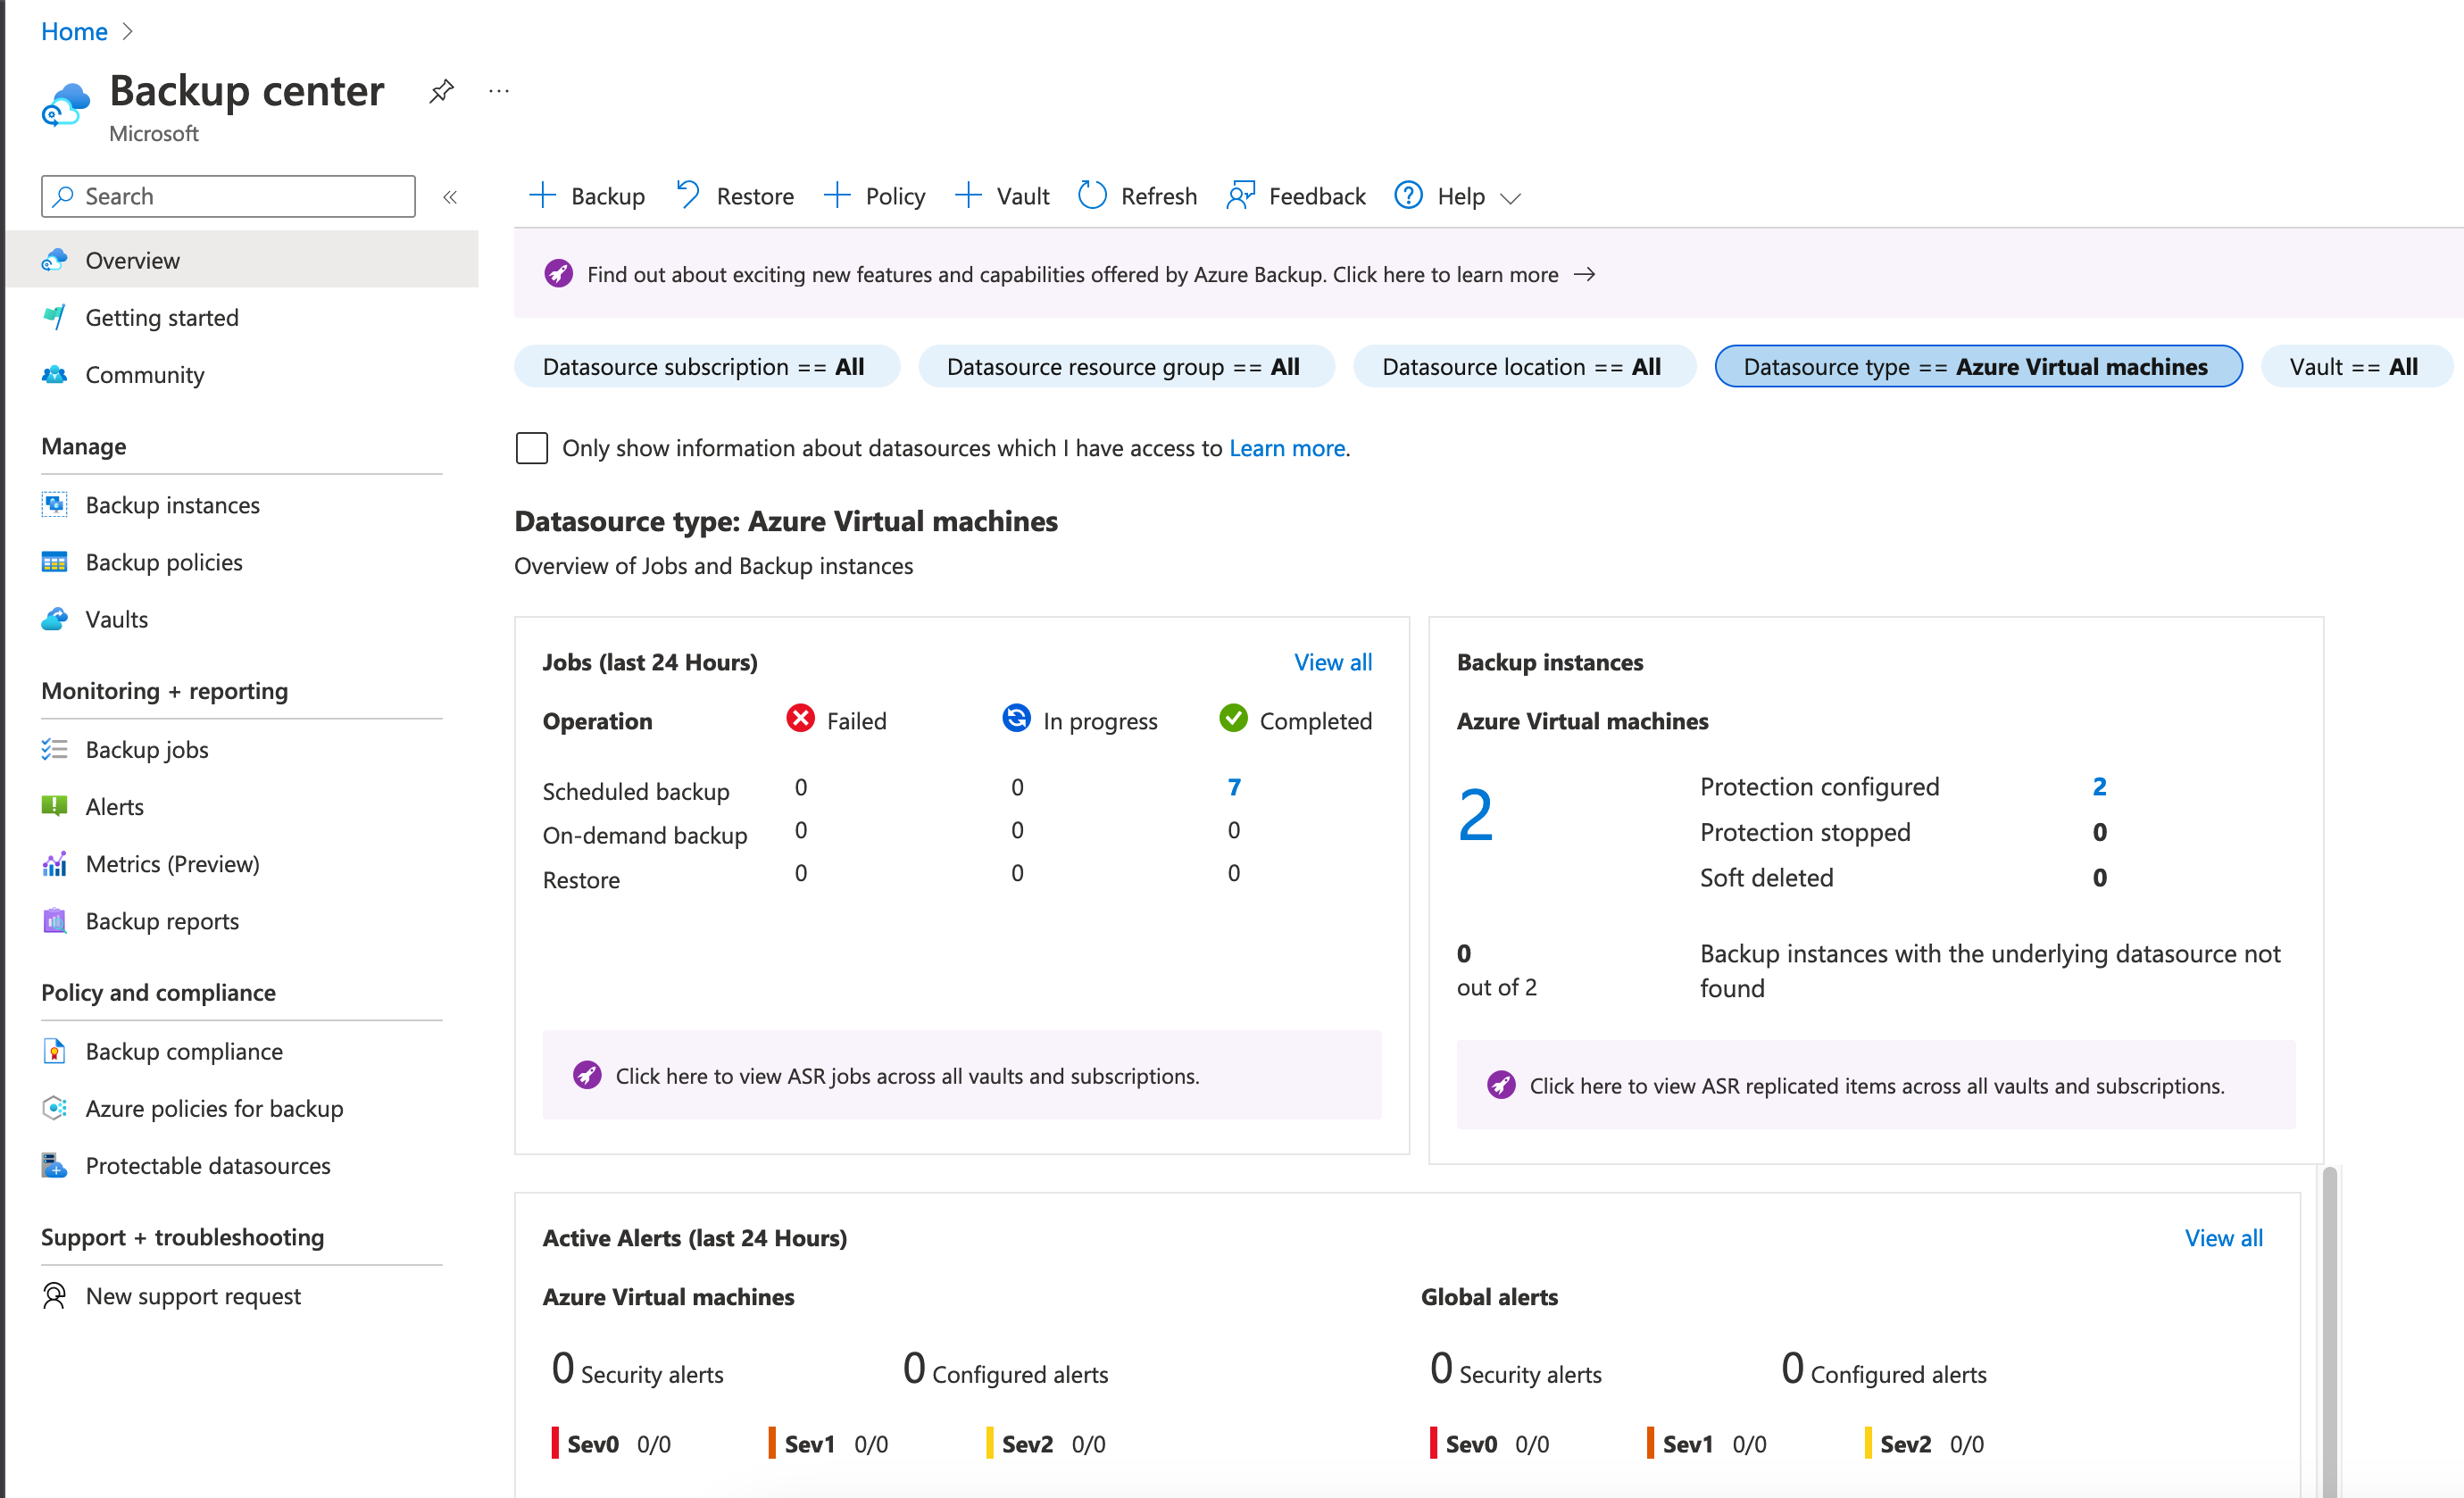 Home
Backup center
Microsoft
Search
Overview
Getting started
Community
Manage
Backup instances
Backup policies
Vaults
Monitoring + reporting
Backup jobs
Alerts
Metrics (Preview)
Backup reports
Policy and compliance
Backup compliance
Azure policies for backup
Protectable datasources
Support + troubleshooting
New support request
Backup Restore Policy Vault Refresh Feedback Help
Find out about exciting new features and capabilities offered by Azure Backup. Click here to learn more →
Datasource subscription == All Datasource resource group == All Datasource location == All Datasource type == Azure Virtual machines Vault == All
Only show information about datasources which I have access to Learn more.
Datasource type: Azure Virtual machines
Overview of Jobs and Backup instances
Jobs (last 24 Hours) View all
Operation Failed In progress Completed
Scheduled backup 0 0 7
On-demand backup 0 0 0
Restore 0 0 0
Click here to view ASR jobs across all vaults and subscriptions.
Backup instances
Azure Virtual machines
2
Protection configured 2
Protection stopped 0
Soft deleted 0
0
out of 2
Backup instances with the underlying datasource not
found
Click here to view ASR replicated items across all vaults and subscriptions.
Active Alerts (last 24 Hours) View all
Azure Virtual machines
0 Security alerts 0 Configured alerts
Sev0 0/0 Sev1 0/0 Sev2 0/0
Global alerts
0 Security alerts 0 Configured alerts
Sev0 0/0 Sev1 0/0 Sev2 0/0